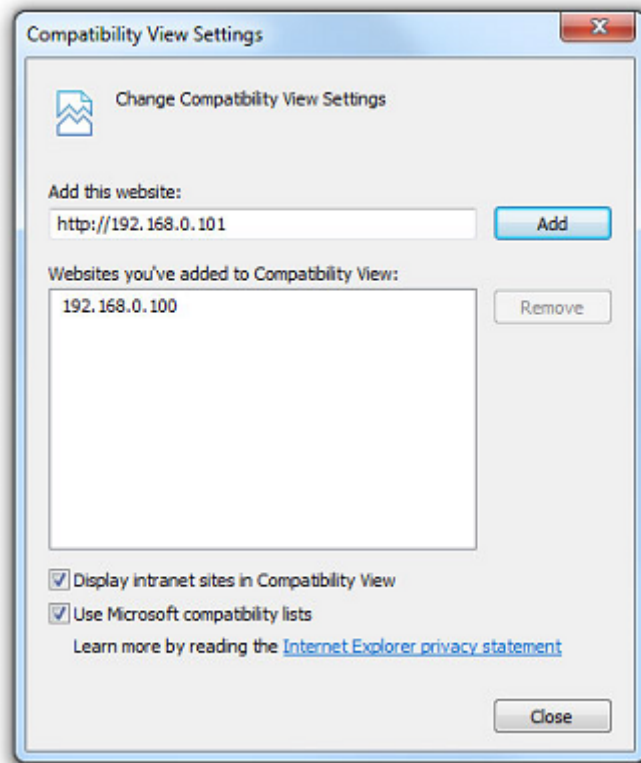 Compatibility View Settings
Change Compatibility View Settings
Add this website:
http://192.168.0.101
Add
Websites you've added to Compatibility View:
192.168.0.100
Remove
Display intranet sites in Compatibility View
Use Microsoft compatibility lists
Learn more by reading the Internet Explorer privacy statement
Close